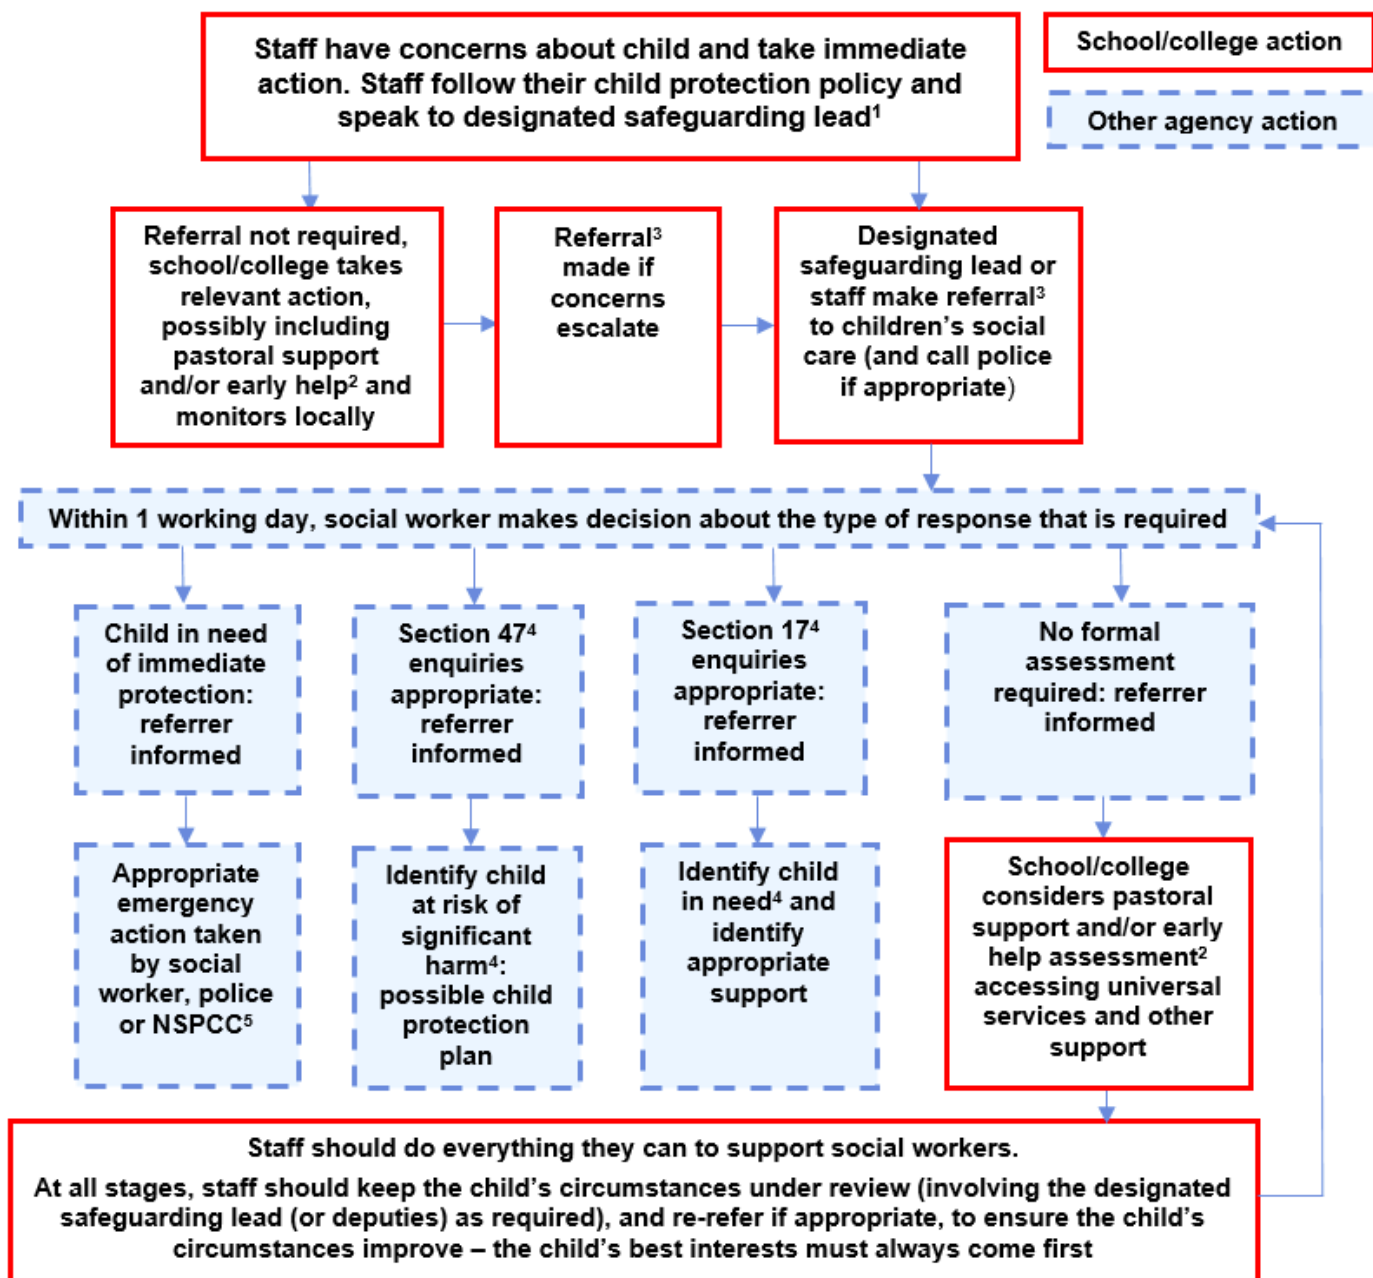 Staff have concerns about child and take immediate
action. Staff follow their child protection policy and
speak to designated safeguarding lead¹
School/college action
Other agency action
Referral not required,
school/college takes
relevant action,
possibly including
pastoral support
and/or early help² and
monitors locally
Referral³
made if
concerns
escalate
Designated
safeguarding lead or
staff make referral³
to children’s social
care (and call police
if appropriate)
Within 1 working day, social worker makes decision about the type of response that is required
Child in need
of immediate
protection:
referrer
informed
Section 47⁴
enquiries
appropriate:
referrer
informed
Section 17⁴
enquiries
appropriate:
referrer
informed
No formal
assessment
required: referrer
informed
Appropriate
emergency
action taken
by social
worker, police
or NSPCC⁵
Identify child
at risk of
significant
harm⁴:
possible child
protection
plan
Identify child
in need⁴ and
identify
appropriate
support
School/college
considers pastoral
support and/or early
help assessment²
accessing universal
services and other
support
Staff should do everything they can to support social workers.
At all stages, staff should keep the child’s circumstances under review (involving the designated
safeguarding lead (or deputies) as required), and re-refer if appropriate, to ensure the child’s
circumstances improve – the child’s best interests must always come first